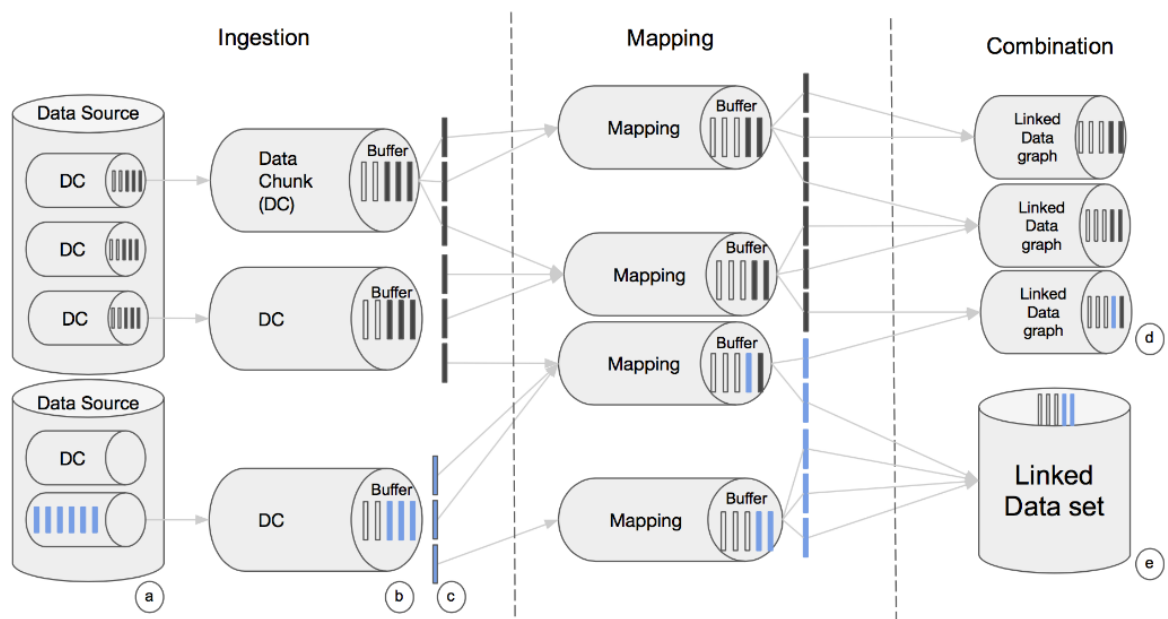 Ingestion
Mapping
Combination
Data Source
DC
DC
DC
Data Source
DC
Data
Chunk
(DC)
Buffer
DC
Buffer
DC
Buffer
Mapping
Buffer
Mapping
Buffer
Mapping
Buffer
Mapping
Buffer
Linked
Data
graph
Linked
Data
graph
Linked
Data
graph
Linked
Data set
a
b
c
d
e